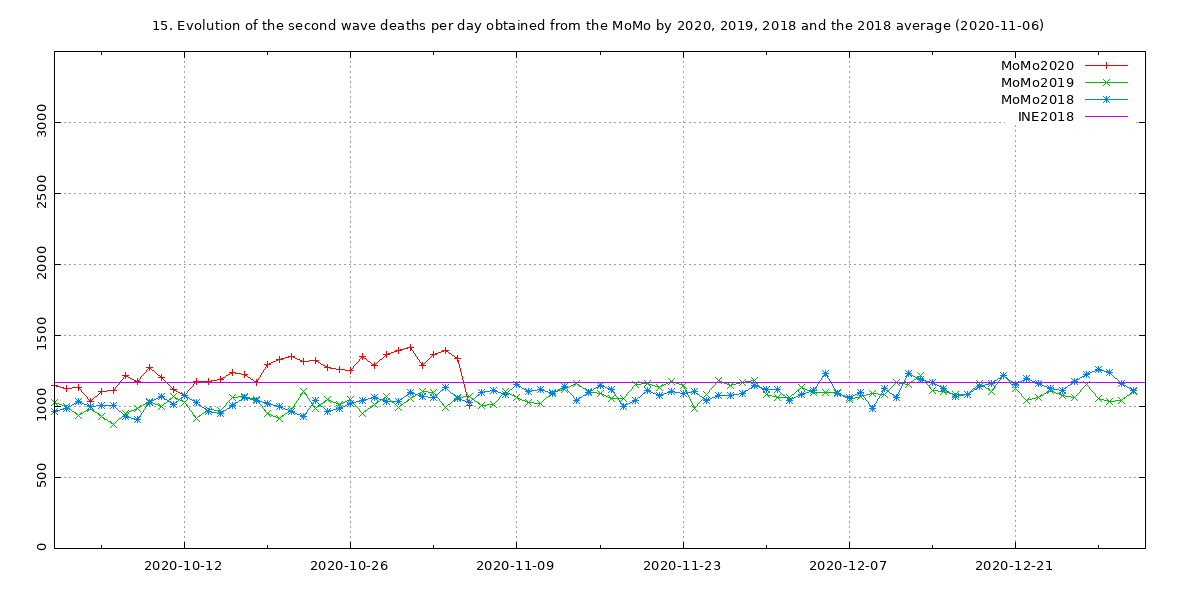 15. Evolution of the second wave deaths per day obtained from the MoMo by 2020, 2019, 2018 and the 2018 average (2020-11-06)
MoMo2020
MoMo2019
MoMo2018
INE2018
3000
2500
2000
1500
1000
500
0
2020-10-12 2020-10-26 2020-11-09 2020-11-23 2020-12-07 2020-12-21